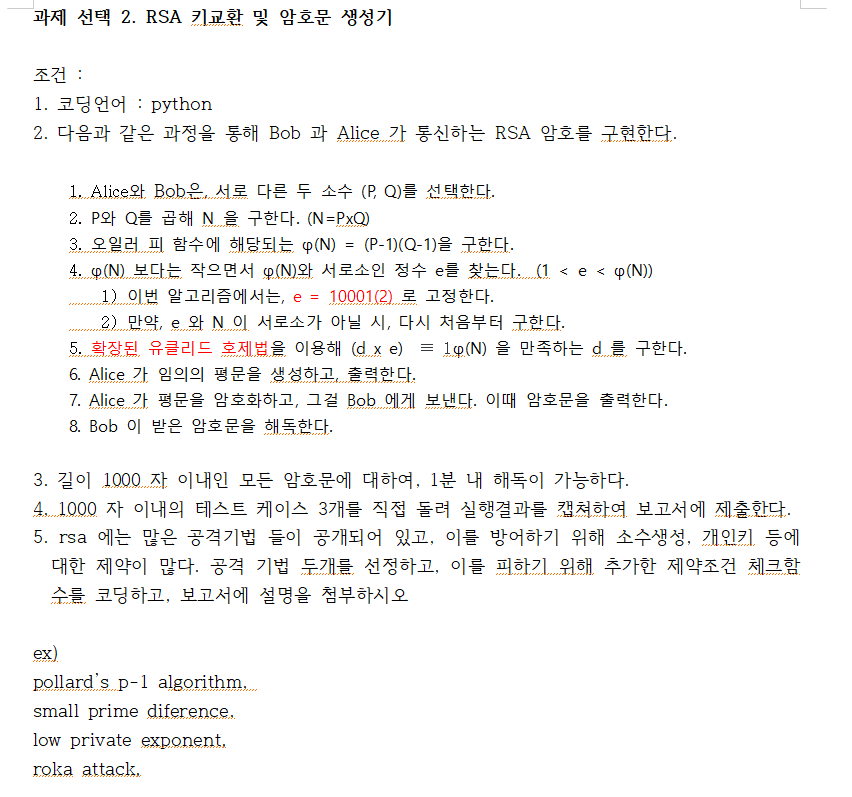 과제 선택 2. RSA 키교환 및 암호문 생성기
조건 :
1. 코딩언어 : python
2. 다음과 같은 과정을 통해 Bob 과 Alice 가 통신하는 RSA 암호를 구현한다.
1. Alice와 Bob은, 서로 다른 두 소수 (P, Q)를 선택한다.
2. P와 Q를 곱해 N 을 구한다. (N=PxQ)
3. 오일러 피 함수에 해당되는 φ(N) = (P-1)(Q-1)을 구한다.
4. φ(N) 보다는 작으면서 φ(N)와 서로소인 정수 e를 찾는다. (1 < e < φ(N))
1) 이번 알고리즘에서는, e = 10001(2) 로 고정한다.
2) 만약, e 와 N 이 서로소가 아닐 시, 다시 처음부터 구한다.
5. 확장된 유클리드 호제법을 이용해 (d x e) ≡ 1φ(N) 을 만족하는 d 를 구한다.
6. Alice 가 임의의 평문을 생성하고, 출력한다.
7. Alice 가 평문을 암호화하고, 그걸 Bob 에게 보낸다. 이때 암호문을 출력한다.
8. Bob 이 받은 암호문을 해독한다.
3. 길이 1000 자 이내인 모든 암호문에 대하여, 1분 내 해독이 가능하다.
4. 1000 자 이내의 테스트 케이스 3개를 직접 돌려 실행결과를 캡쳐하여 보고서에 제출한다.
5. rsa 에는 많은 공격기법 들이 공개되어 있고, 이를 방어하기 위해 소수생성, 개인키 등에
대한 제약이 많다. 공격 기법 두개를 선정하고, 이를 피하기 위해 추가한 제약조건 체크함
수를 코딩하고, 보고서에 설명을 첨부하시오
ex)
pollard's p-1 algorithm,
small prime diference,
low private exponent,
roka attack,